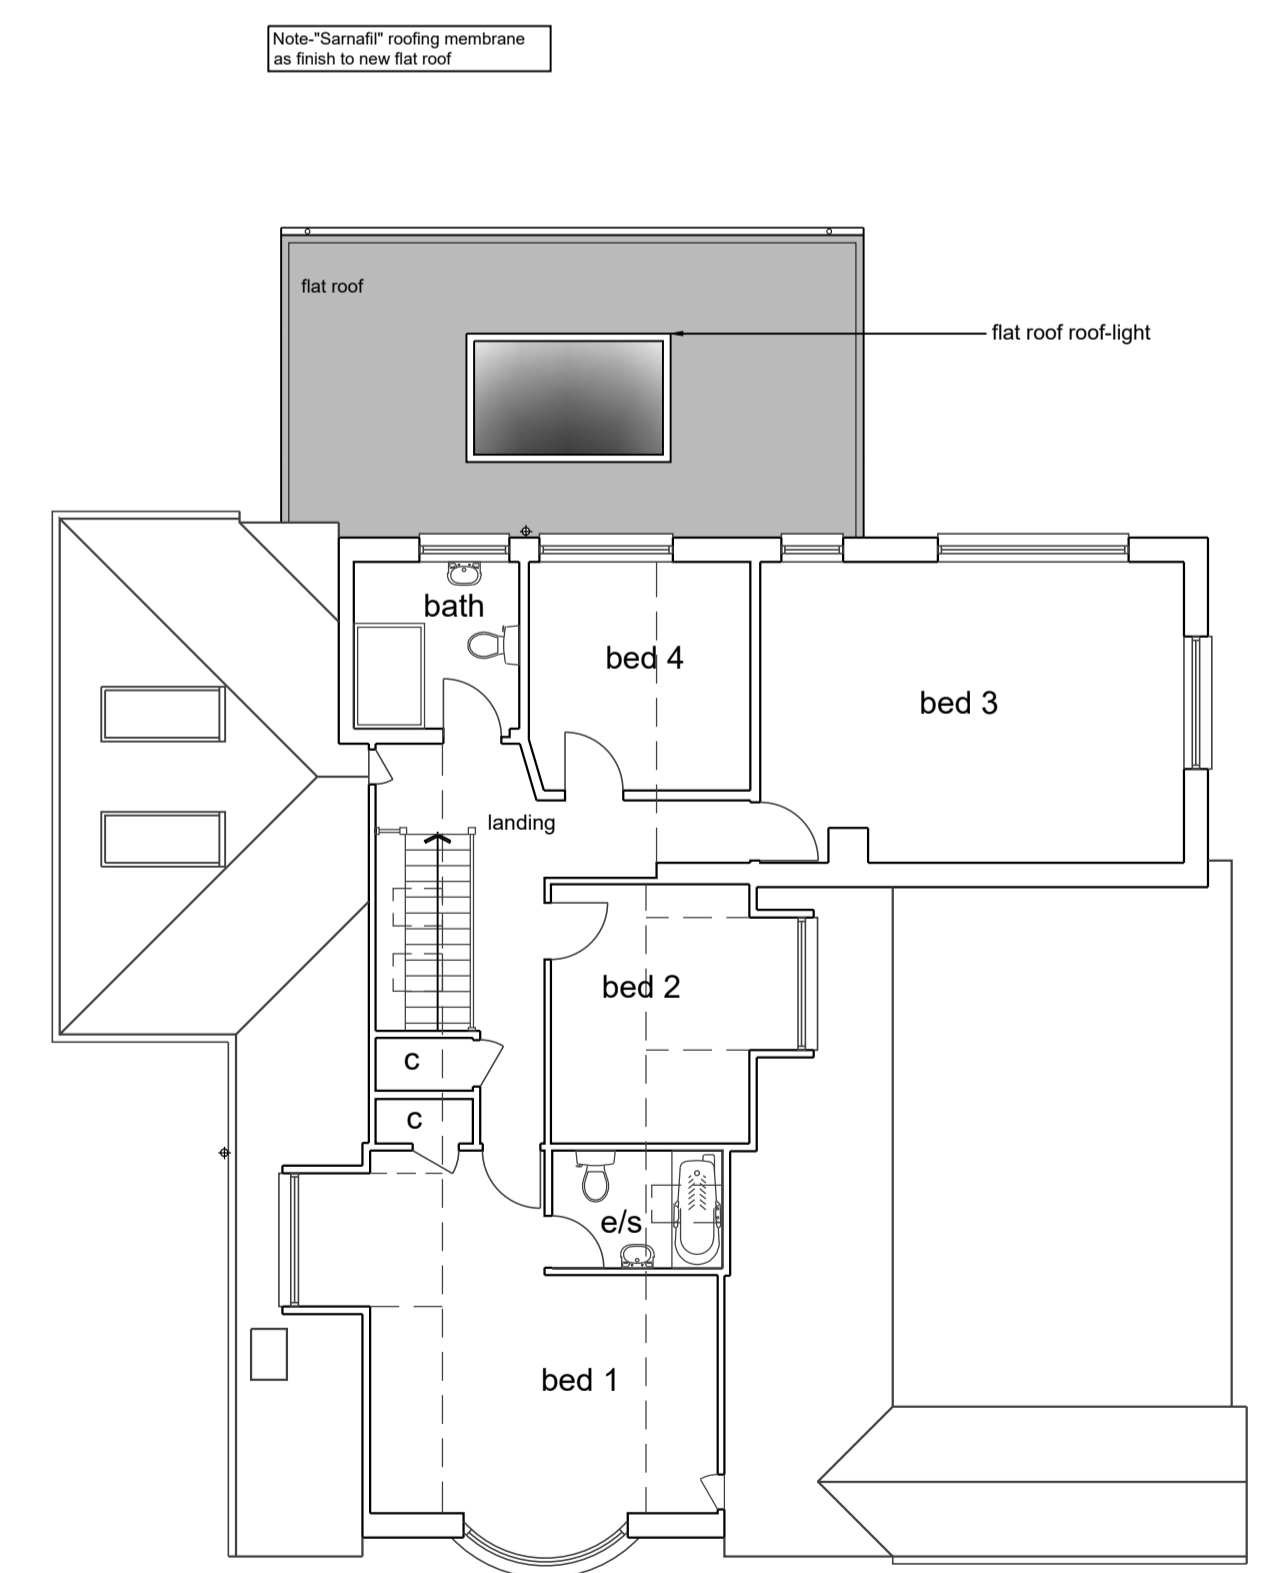 Note-"Sarnafil" roofing membrane
as finish to new flat roof
flat roof
flat roof roof-light
bath
bed 4
bed 3
landing
bed 2
c
c
e/s
bed 1